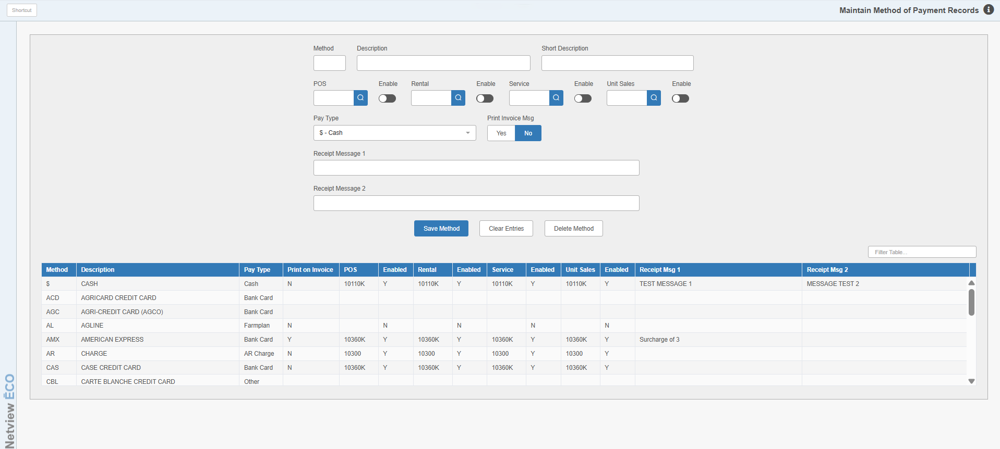 Shortcut
Maintain Method of Payment Records
Method Description Short Description
POS Enable Rental Enable Service Enable Unit Sales Enable
Pay Type Print Invoice Msg
$ - Cash Yes No
Receipt Message 1
Receipt Message 2
Save Method Clear Entries Delete Method
Filter Table...
Method Description Pay Type Print on Invoice POS Enabled Rental Enabled Service Enabled Unit Sales Enabled Receipt Msg 1 Receipt Msg 2
$ CASH Cash N 10110K Y 10110K Y 10110K Y 10110K Y TEST MESSAGE 1 MESSAGE TEST 2
ACD AGRICARD CREDIT CARD Bank Card
AGC AGRI-CREDIT CARD (AGCO) Bank Card
AL AGLINE Farmplan N N N N N
AMX AMERICAN EXPRESS Bank Card Y 10360K Y 10360K Y 10360K Y 10360K Y Surcharge of 3
AR CHARGE AR Charge N 10300 Y 10300 Y 10300 Y 10300 Y
CAS CASE CREDIT CARD Bank Card N 10360K Y 10360K Y 10360K Y 10360K Y
CBL CARTE BLANCHE CREDIT CARD Other
Netview ĒCO